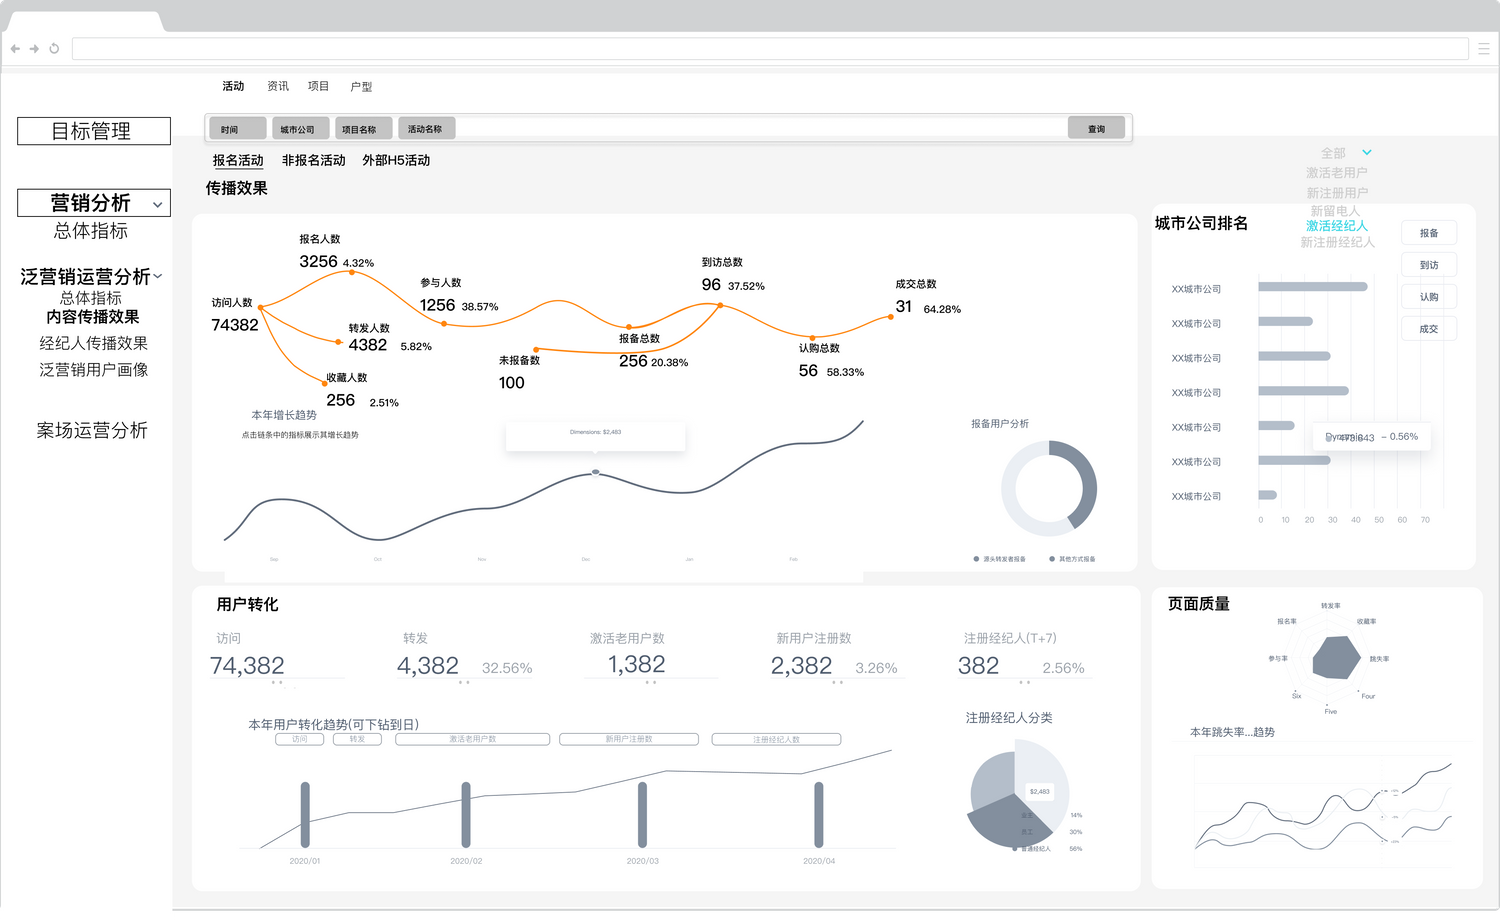 活动 资讯 项目 户型
目标管理
营销分析
总体指标
泛营销运营分析
总体指标
内容传播效果
经纪人传播效果
泛营销用户画像
案场运营分析
时间 城市公司 项目名称 活动名称 查询
报名活动 非报名活动 外部H5活动
传播效果
报名人数
3256 4.32%
参与人数
1256 38.57%
访问人数
74382
转发人数
4382 5.82%
收藏人数
256 2.51%
到访总数
96 37.52%
成交总数
31 64.28%
报备总数
256 20.38%
未报备数
100
认购总数
56 58.33%
本年增长趋势
点击链条中的指标展示其增长趋势
Dimensions: $2,483
Sep Oct Nov Dec Jan Feb
报备用户分析
源头转发者报备 其他方式报备
全部
激活老用户
新注册用户
新留电人
激活经纪人
新注册经纪人
城市公司排名
报备
到访
认购
成交
XX城市公司
XX城市公司
XX城市公司
XX城市公司
XX城市公司
XX城市公司
XX城市公司
– 0.56%
0 10 20 30 40 50 60 70
用户转化
访问
74,382
转发
4,382 32.56%
激活老用户数
1,382
新用户注册数
2,382 3.26%
注册经纪人(T+7)
382 2.56%
本年用户转化趋势(可下钻到日)
访问 转发 激活老用户数 新用户注册数 注册经纪人数
2020/01 2020/02 2020/03 2020/04
注册经纪人分类
$2,483
业主 14%
员工 30%
普通经纪人 56%
页面质量
转发率
报名率 收藏率
参与率 跳失率
Six Four
Five
本年跳失率...趋势